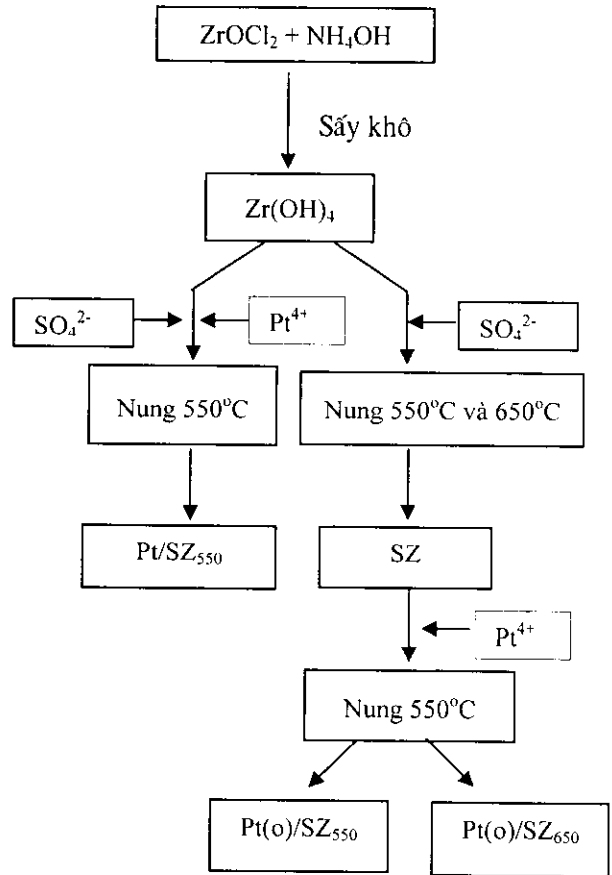 ZrOCl₂ + NH₄OH
Sấy khô
Zr(OH)₄
SO₄²⁻
Pt⁴⁺
SO₄²⁻
Nung 550°C
Nung 550°C và 650°C
Pt/SZ₅₅₀
SZ
Pt⁴⁺
Nung 550°C
Pt(o)/SZ₅₅₀
Pt(o)/SZ₆₅₀